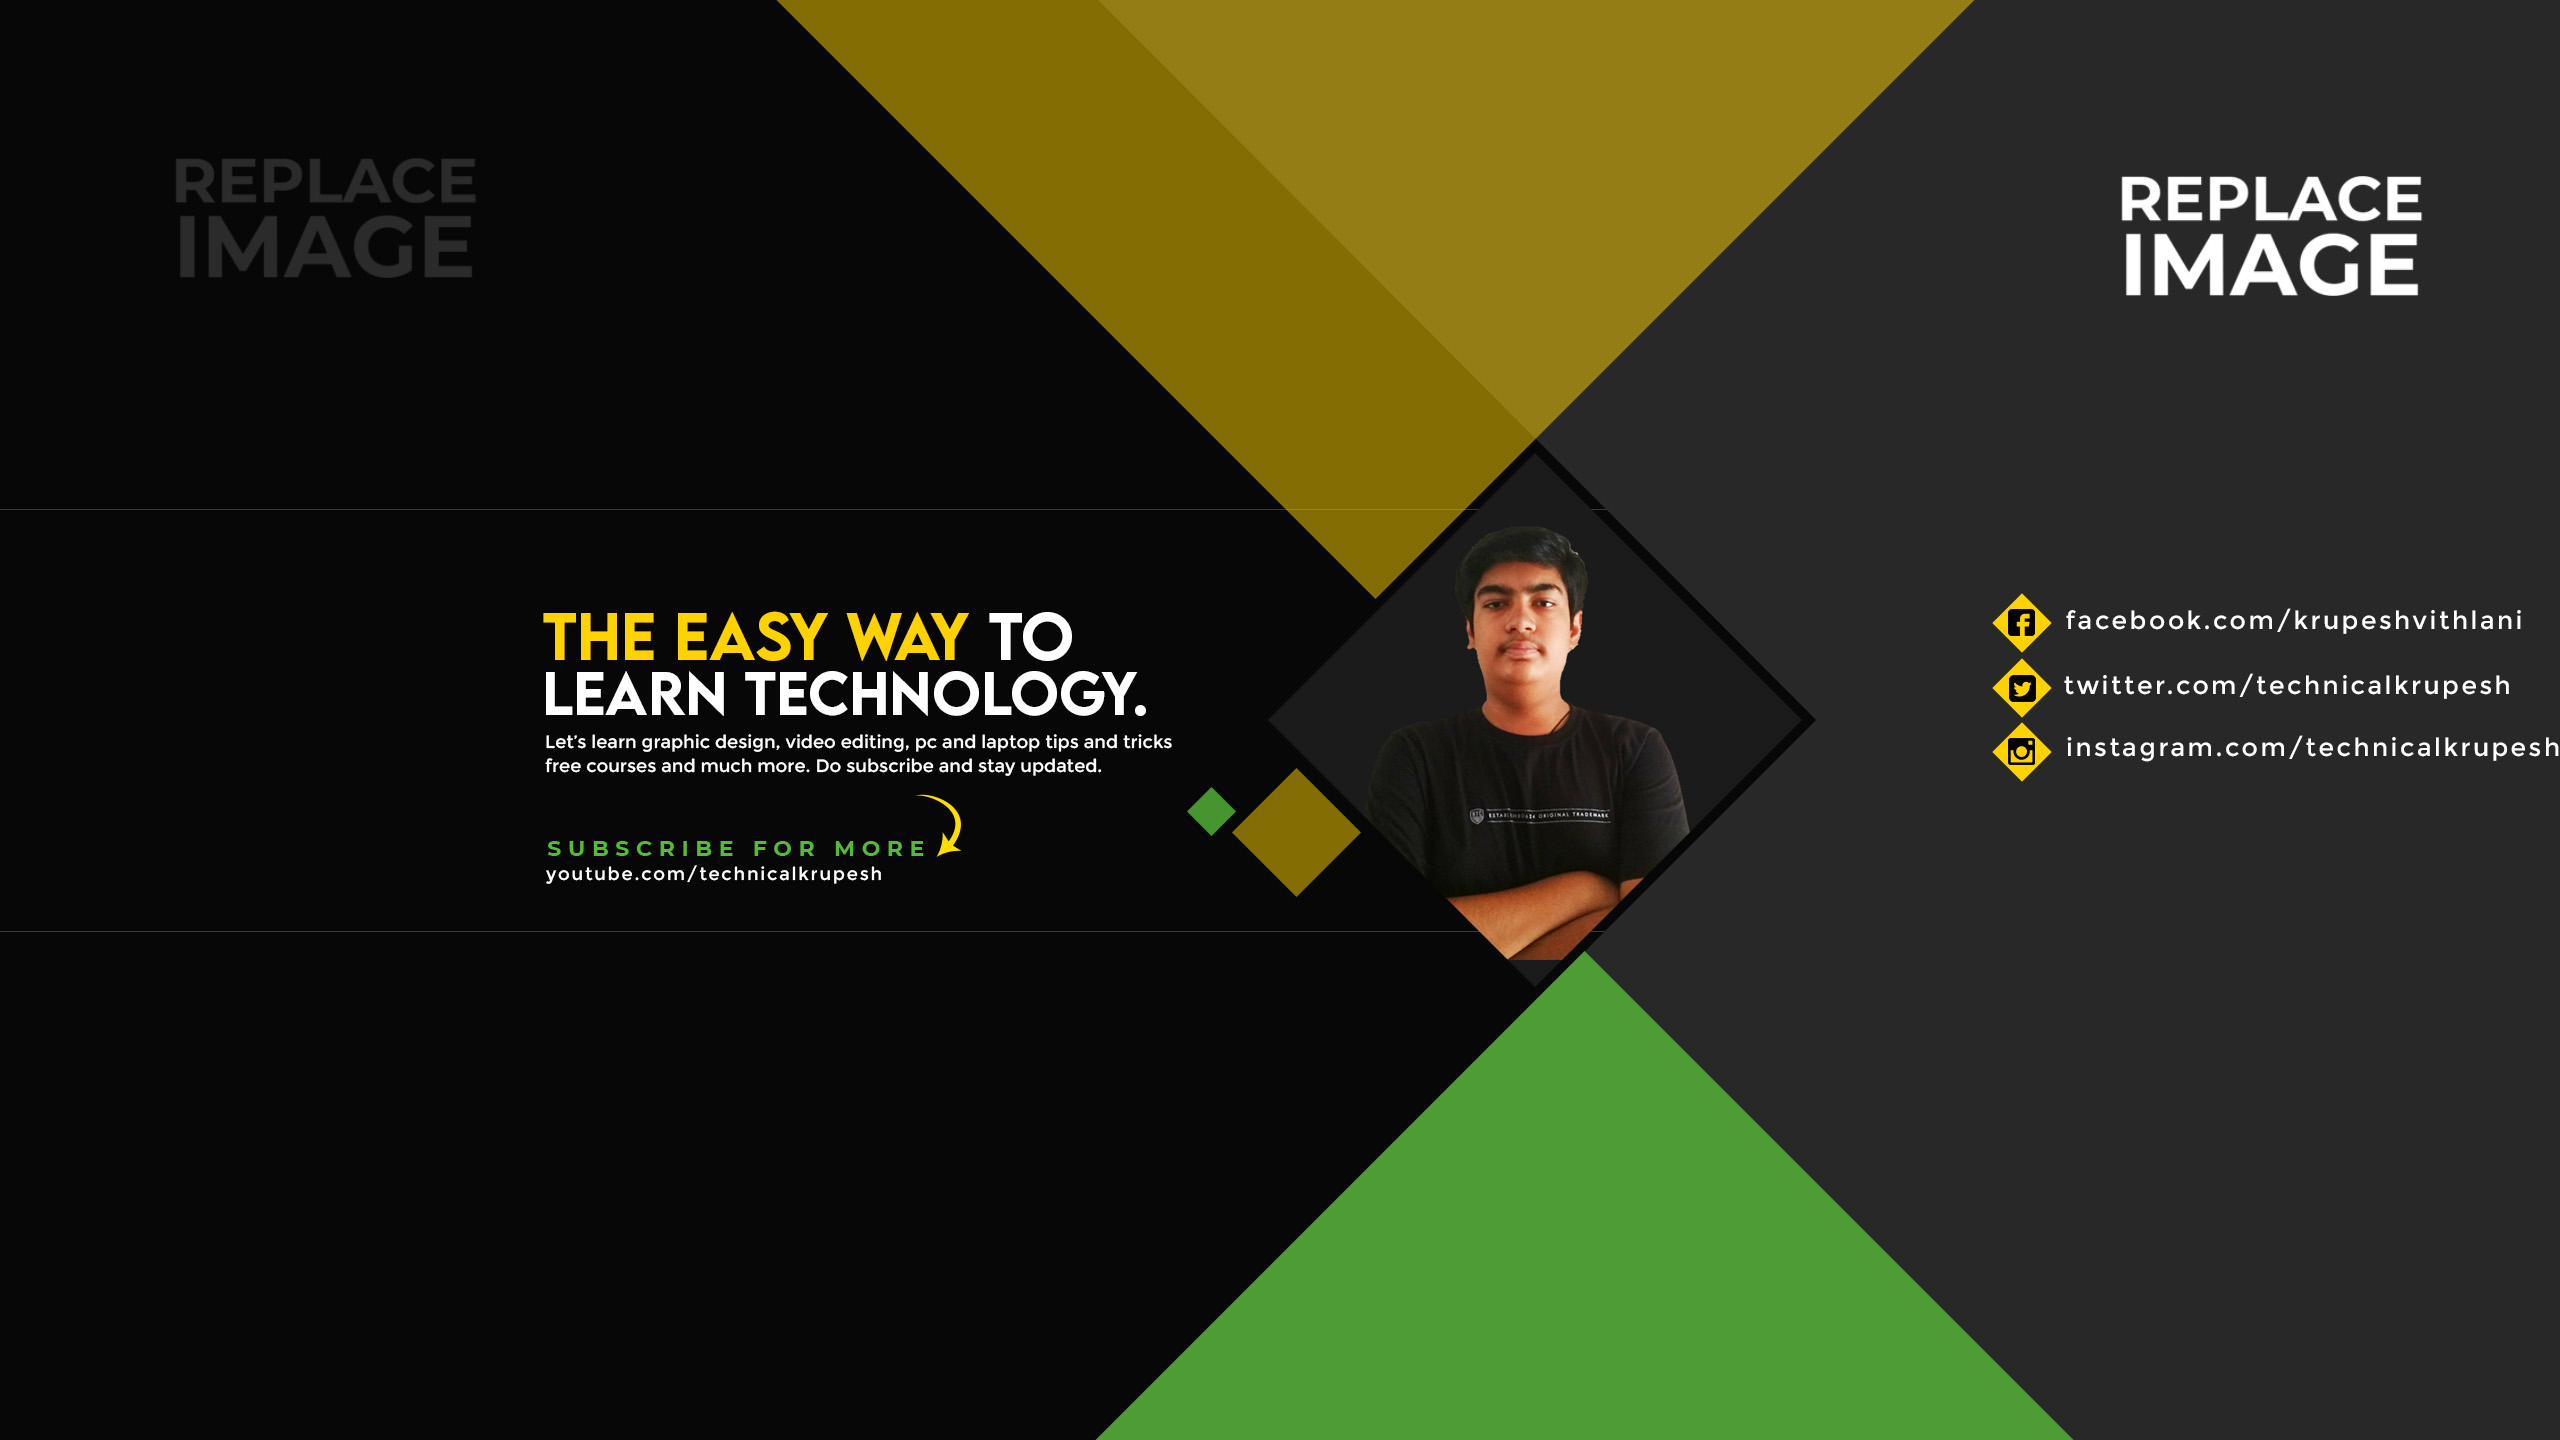 REPLACE
IMAGE
REPLACE
IMAGE
THE EASY WAY TO
LEARN TECHNOLOGY.
Let's learn graphic design, video editing, pc and laptop tips and tricks
free courses and much more. Do subscribe and stay updated.
SUBSCRIBE FOR MORE
youtube.com/technicalkrupesh
ORIGINAL TRADEMARK
facebook.com/krupeshvithlani
twitter.com/technicalkrupesh
instagram.com/technicalkrupesh